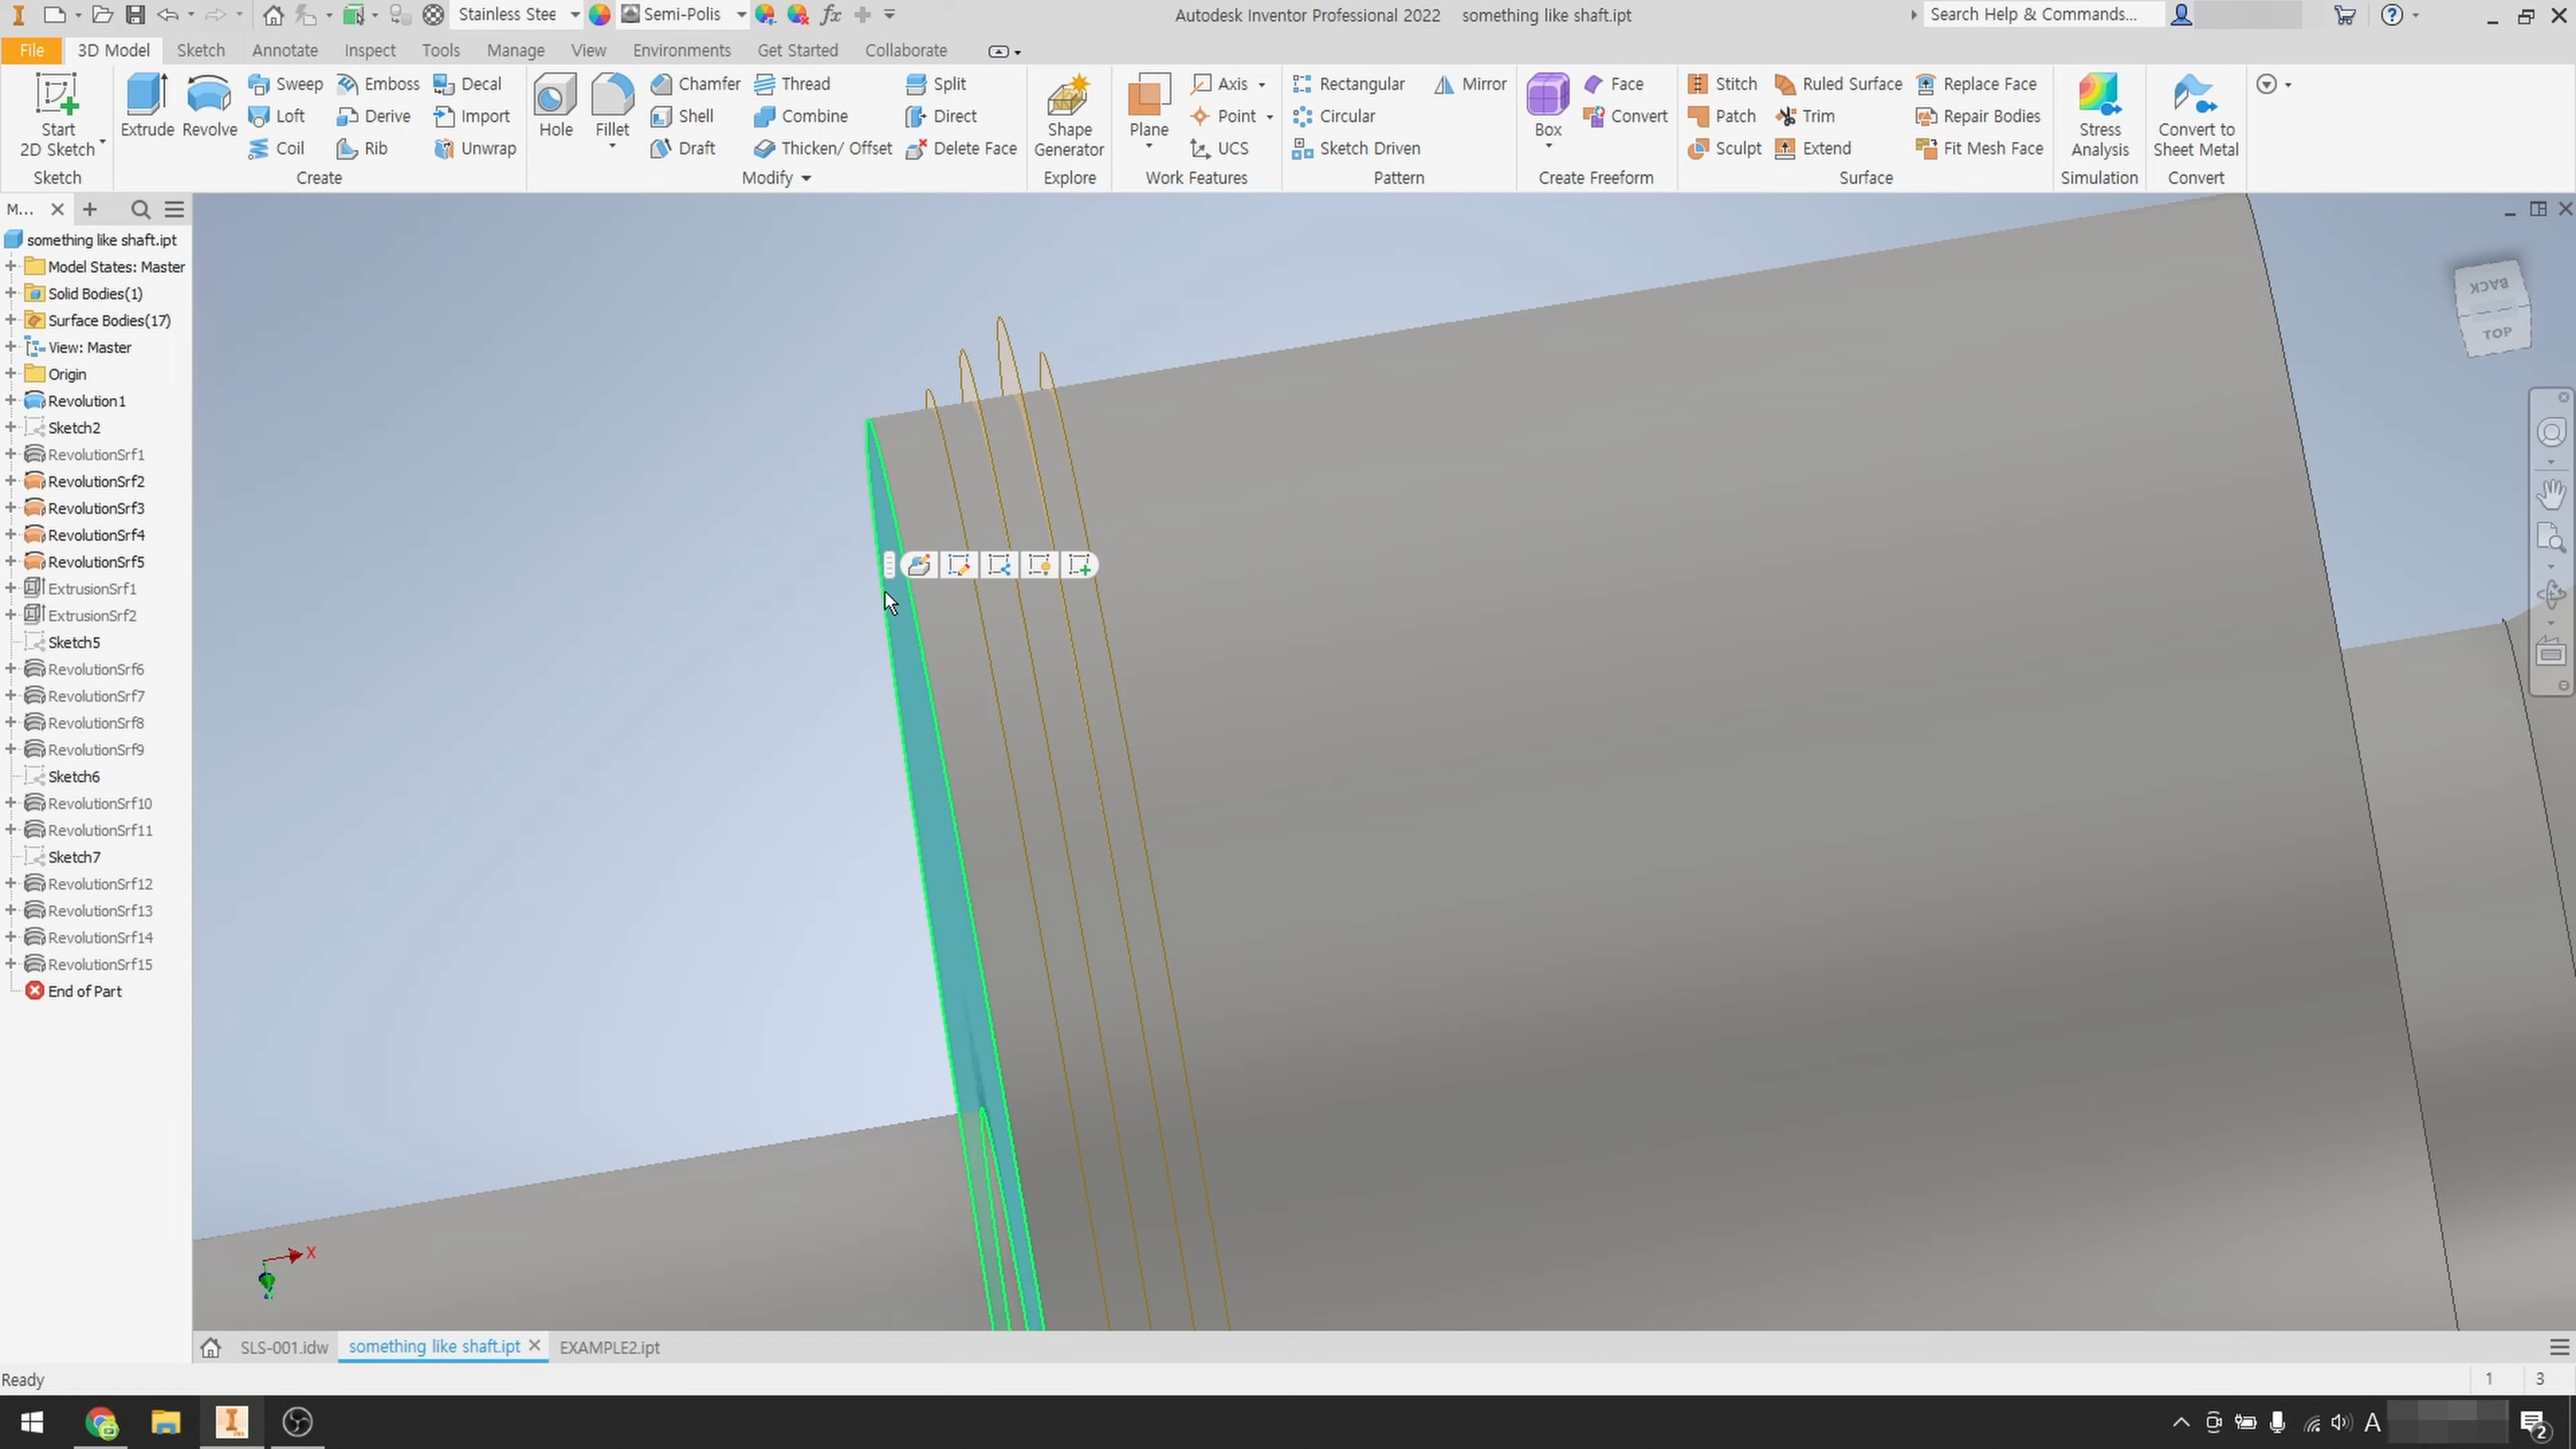 Stainless Stee
Semi-Polis
fx
Autodesk Inventor Professional 2022 something like shaft.ipt
Search Help & Commands...
File 3D Model Sketch Annotate Inspect Tools Manage View Environments Get Started Collaborate
Start
2D Sketch
Sketch
Extrude
Revolve
Sweep
Loft
Coil
Emboss
Derive
Rib
Decal
Import
Unwrap
Create
Hole
Fillet
Chamfer
Shell
Draft
Thread
Combine
Thicken/ Offset
Split
Direct
Delete Face
Modify
Shape
Generator
Explore
Plane
Axis
Point
UCS
Work Features
Rectangular
Circular
Sketch Driven
Mirror
Pattern
Box
Face
Convert
Create Freeform
Stitch
Patch
Sculpt
Ruled Surface
Trim
Extend
Replace Face
Repair Bodies
Fit Mesh Face
Surface
Stress
Analysis
Simulation
Convert to
Sheet Metal
Convert
M...
something like shaft.ipt
Model States: Master
Solid Bodies(1)
Surface Bodies(17)
View: Master
Origin
Revolution1
Sketch2
RevolutionSrf1
RevolutionSrf2
RevolutionSrf3
RevolutionSrf4
RevolutionSrf5
ExtrusionSrf1
ExtrusionSrf2
Sketch5
RevolutionSrf6
RevolutionSrf7
RevolutionSrf8
RevolutionSrf9
Sketch6
RevolutionSrf10
RevolutionSrf11
Sketch7
RevolutionSrf12
RevolutionSrf13
RevolutionSrf14
RevolutionSrf15
End of Part
BACK
TOP
X
SLS-001.idw something like shaft.ipt EXAMPLE2.ipt
Ready
1 3
A
2